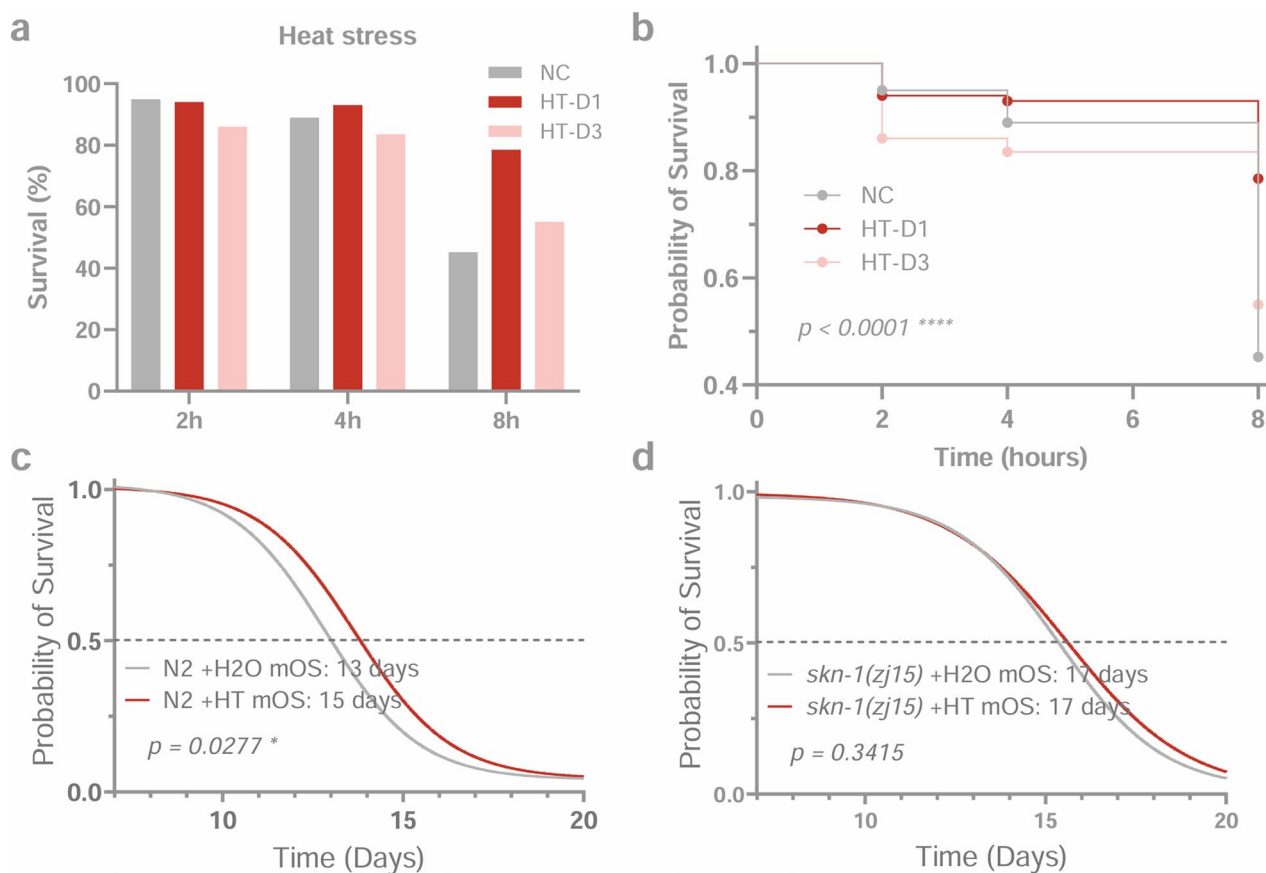 a
Heat stress
NC
HT-D1
HT-D3
Survival (%)
100
80
60
40
20
0
2h
4h
8h
b
Probability of Survival
1.0
0.8
0.6
0.4
NC
HT-D1
HT-D3
p < 0.0001 ****
0
2
4
6
8
Time (hours)
c
Probability of Survival
1.0
0.5
0.0
N2 +H2O mOS: 13 days
N2 +HT mOS: 15 days
p = 0.0277 *
10
15
20
Time (Days)
d
Probability of Survival
1.0
0.5
0.0
skn-1(zj15) +H2O mOS: 17 days
skn-1(zj15) +HT mOS: 17 days
p = 0.3415
10
15
20
Time (Days)